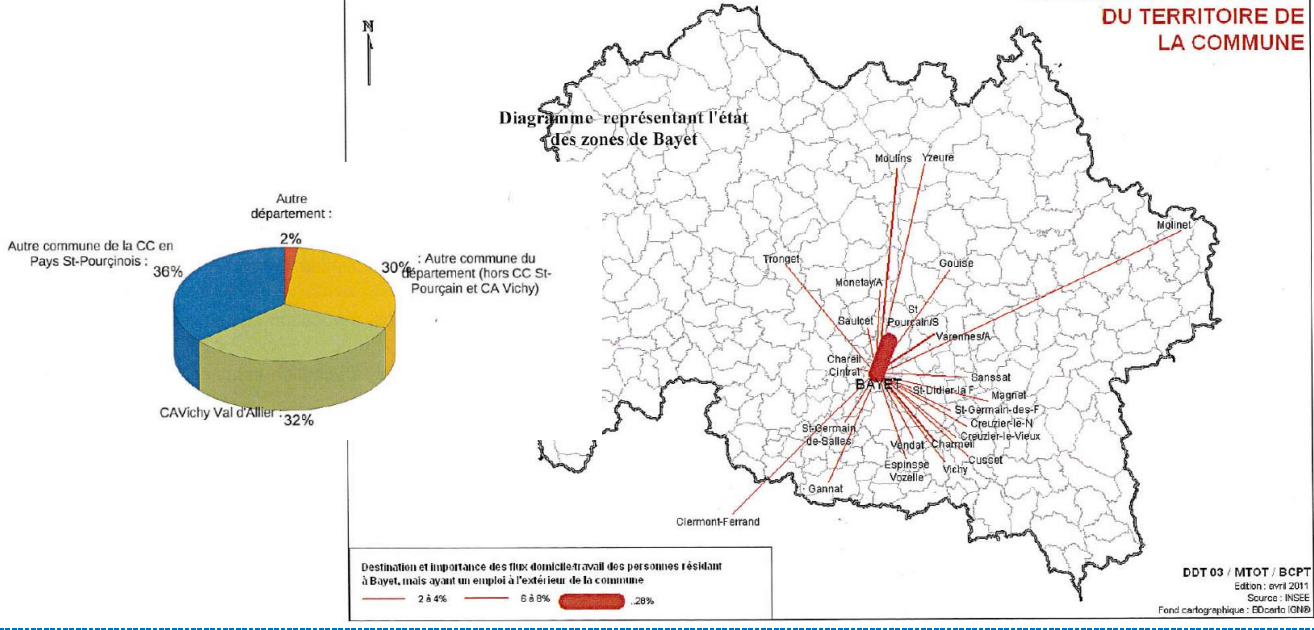 DU TERRITOIRE DE
LA COMMUNE
N
Diagramme représentant l'état
des zones de Bayet
Autre
département :
2%
Autre commune de la CC en
Pays St-Pourçinois :
36%
30%
: Autre commune du
département (hors CC St-
Pourçain et CA Vichy)
CAVichy Val d'Allier :
32%
Moulins
Yzeure
Molinet
Tronget
Gouise
Monetay/A
St
Pourçain/S
Saulcet
Varennes/A
Chareil
Cintrat
BAYET
Sanssat
St-Didier-la F
Magnet
St-Germain-des-F
Creuzier-le-N
Creuzier-le-Vieux
St-Germain
de-Salles
Vendat
Charmeil
Cusset
Espinsse
Vozelle
Vichy
Gannat
Clermont-Ferrand
Destination et importance des flux domicile/travail des personnes résidant
à Bayet, mais ayant un emploi à l'extérieur de la commune
2 à 4%
6 à 8%
..28%
DDT 03 / MTOT / BCPT
Edition : avril 2011
Source : INSEE
Fond cartographique : BDcarto IGN®